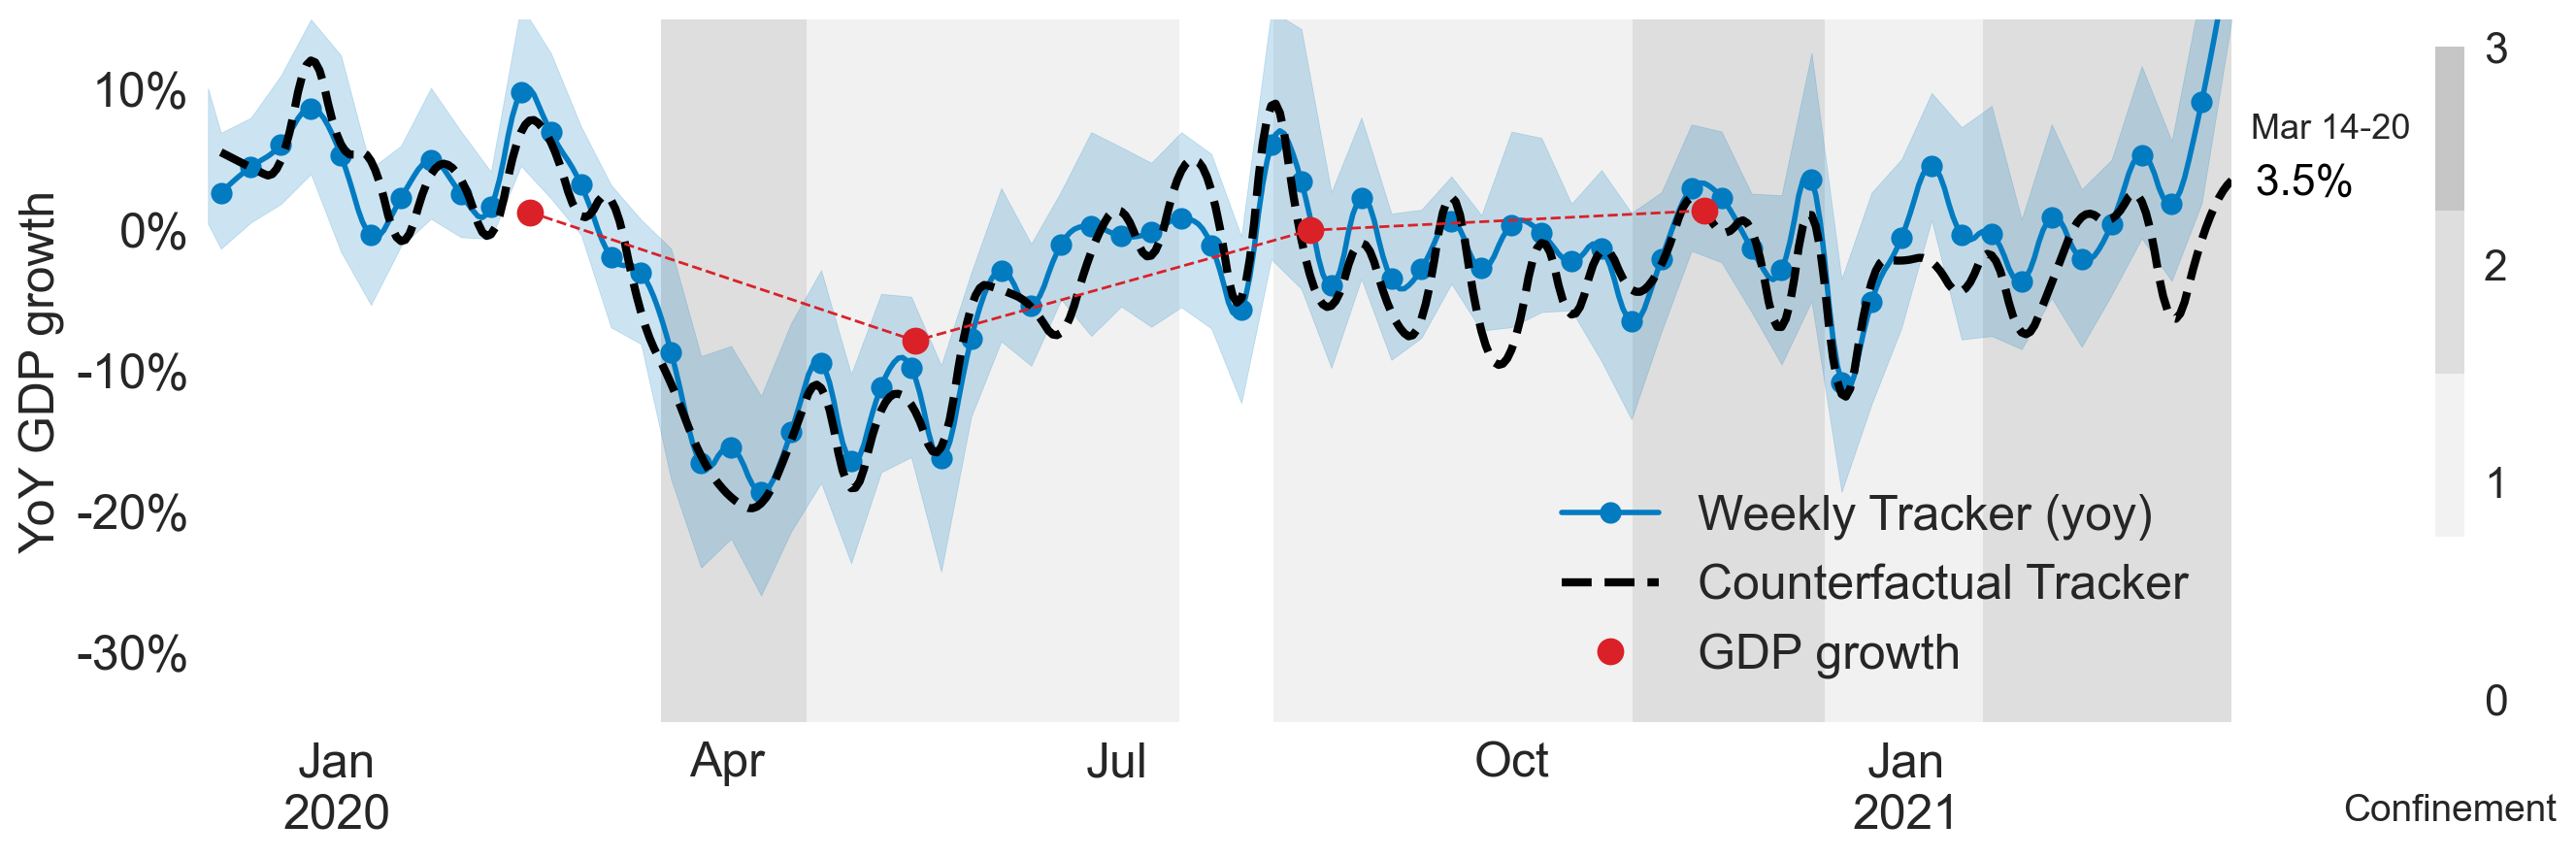 YoY GDP growth
10%
0%
-10%
-20%
-30%
Jan
2020
Apr
Jul
Oct
Jan
2021
Weekly Tracker (yoy)
Counterfactual Tracker
GDP growth
Mar 14-20
3.5%
3
2
1
0
Confinement